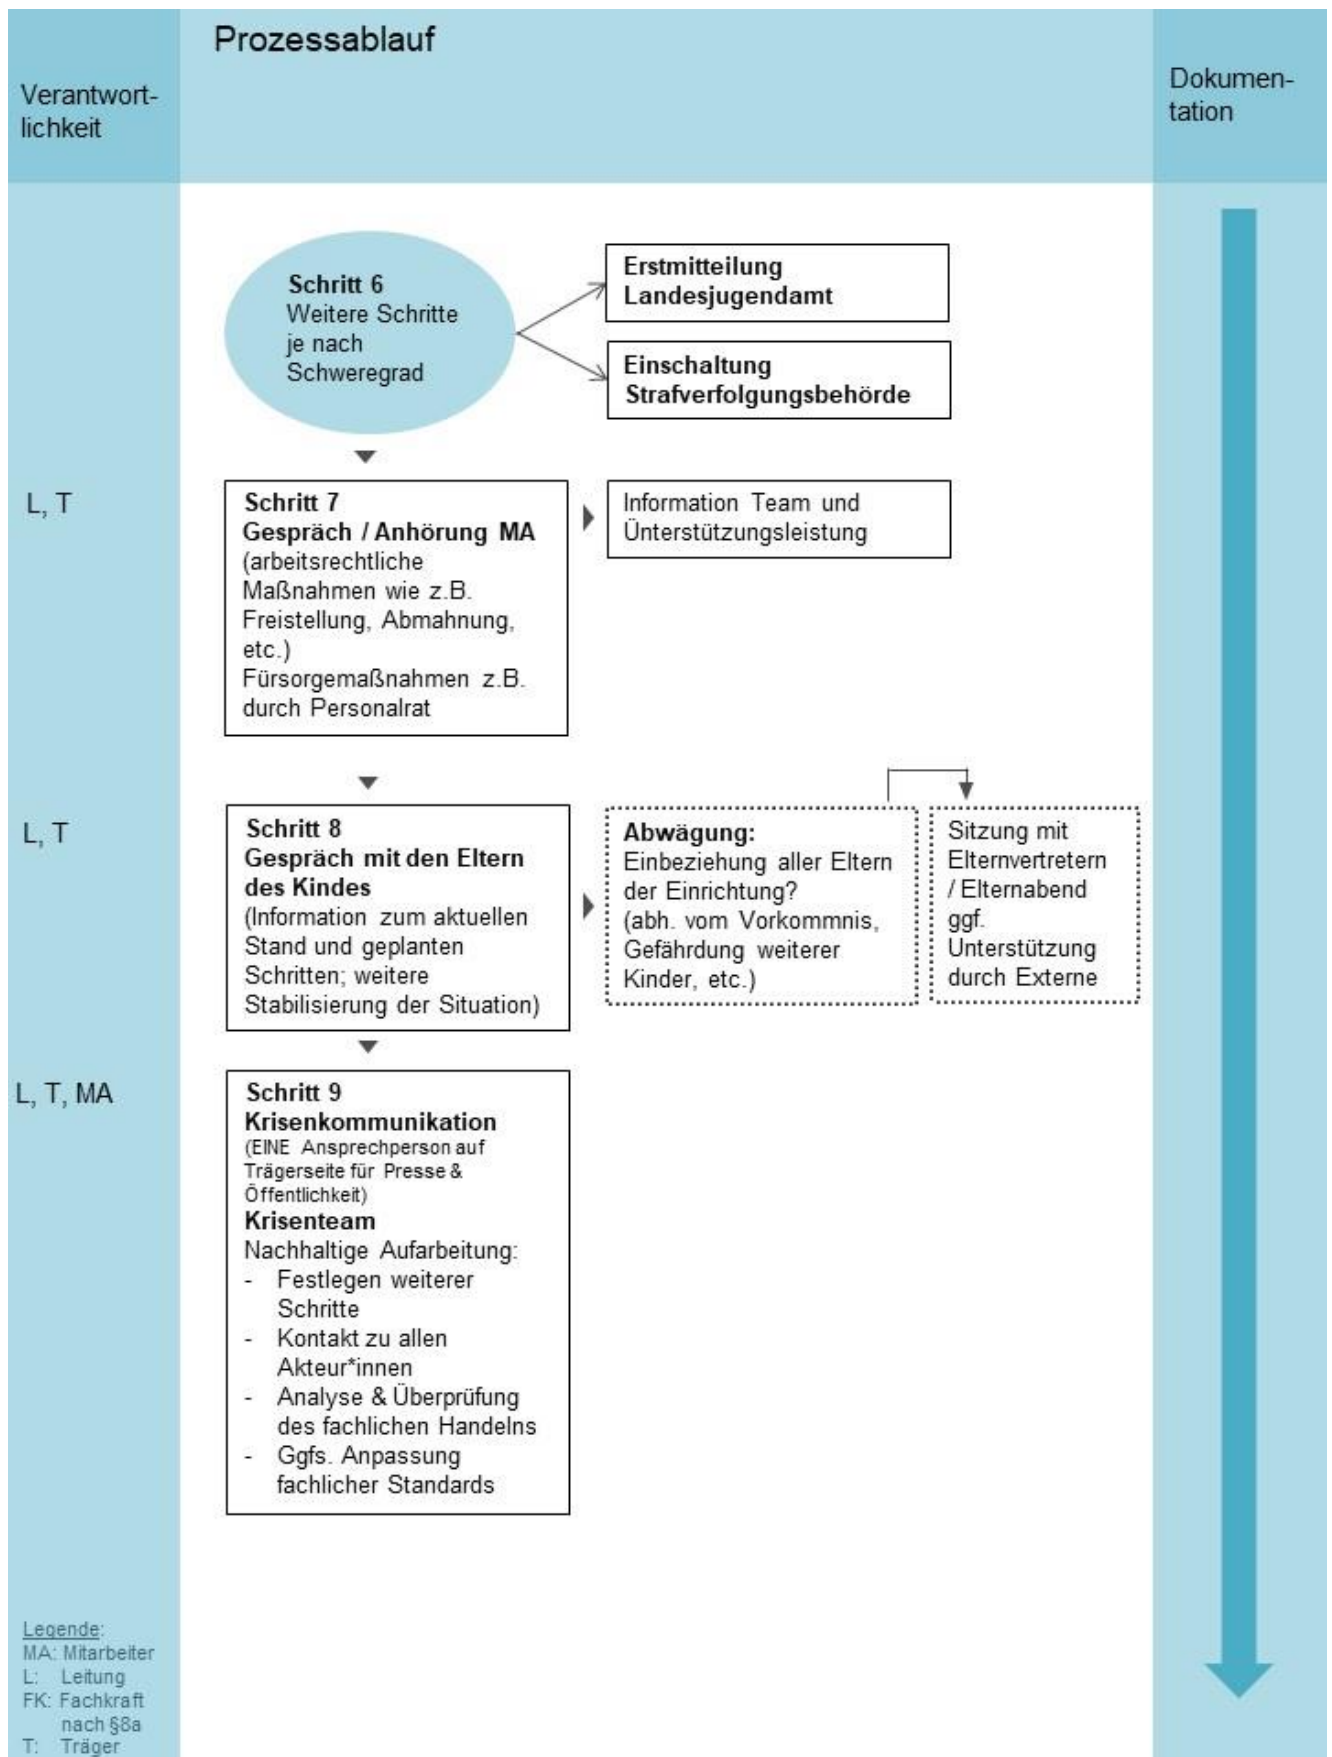 Prozessablauf
Verantwort-
lichkeit
Dokumen-
tation
Schritt 6
Weitere Schritte
je nach
Schweregrad
Erstmitteilung
Landesjugendamt
Einschaltung
Strafverfolgungsbehörde
L, T
Schritt 7
Gespräch / Anhörung MA
(arbeitsrechtliche
Maßnahmen wie z.B.
Freistellung, Abmahnung,
etc.)
Fürsorgemaßnahmen z.B.
durch Personalrat
Information Team und
Ünterstützungsleistung
L, T
Schritt 8
Gespräch mit den Eltern
des Kindes
(Information zum aktuellen
Stand und geplanten
Schritten; weitere
Stabilisierung der Situation)
Abwägung:
Einbeziehung aller Eltern
der Einrichtung?
(abh. vom Vorkommnis,
Gefährdung weiterer
Kinder, etc.)
Sitzung mit
Elternvertretern
/ Elternabend
ggf.
Unterstützung
durch Externe
L, T, MA
Schritt 9
Krisenkommunikation
(EINE Ansprechperson auf
Trägerseite für Presse &
Öffentlichkeit)
Krisenteam
Nachhaltige Aufarbeitung:
- Festlegen weiterer
Schritte
- Kontakt zu allen
Akteur*innen
- Analyse & Überprüfung
des fachlichen Handelns
- Ggfs. Anpassung
fachlicher Standards
Legende:
MA: Mitarbeiter
L: Leitung
FK: Fachkraft
nach §8a
T: Träger